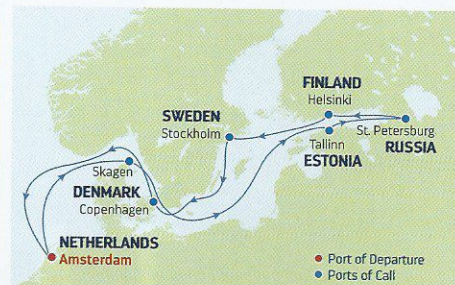 FINLAND
Helsinki
SWEDEN
Stockholm
St. Petersburg
RUSSIA
Tallinn
ESTONIA
Skagen
DENMARK
Copenhagen
NETHERLANDS
Amsterdam
Port of Departure
Ports of Call